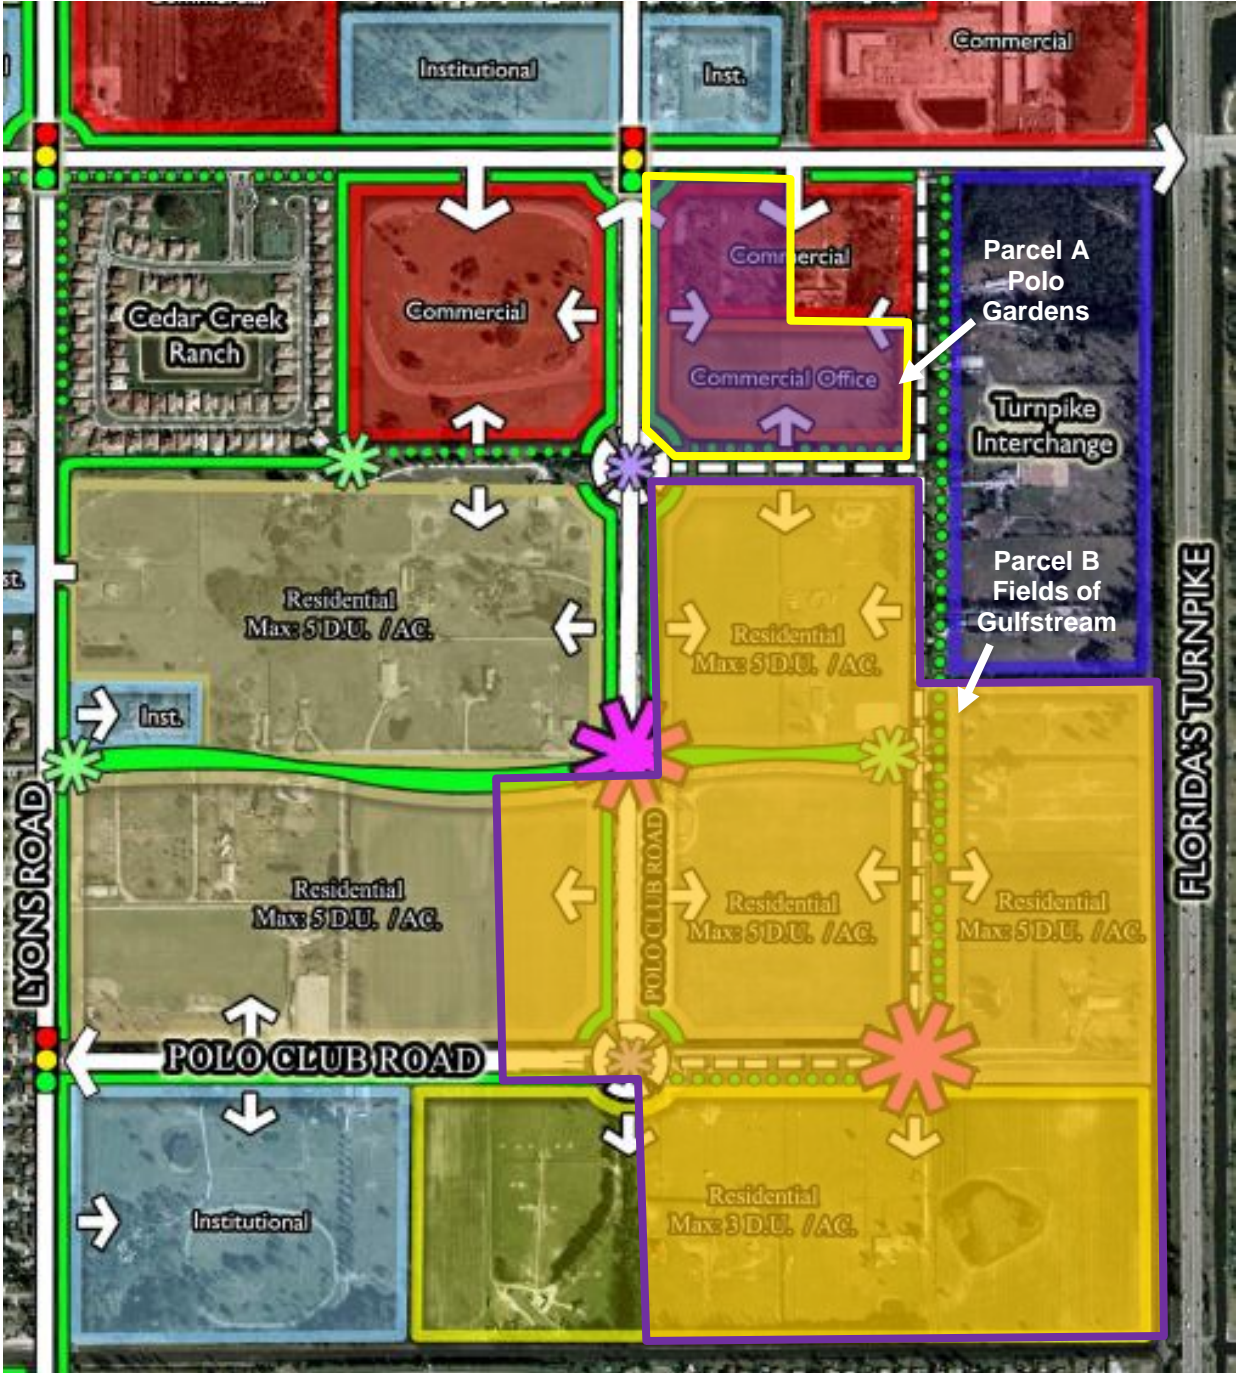 Commercial
Institutional
Inst.
Commercial
Parcel A
Polo
Gardens
Commercial
Cedar Creek
Ranch
Commercial
Commercial Office
Turnpike
Interchange
st.
Parcel B
Fields of
Gulfstream
Residential
Max: 5 D.U. / AC.
Residential
Max: 5 D.U. / AC.
Inst.
FLORIDA'S TURNPIKE
LYONS ROAD
POLO CLUB ROAD
Residential
Max: 5 D.U. / AC.
Residential
Max: 5 D.U. / AC.
Residential
Max: 5 D.U. / AC.
POLO CLUB ROAD
Institutional
Residential
Max: 3 D.U. / AC.